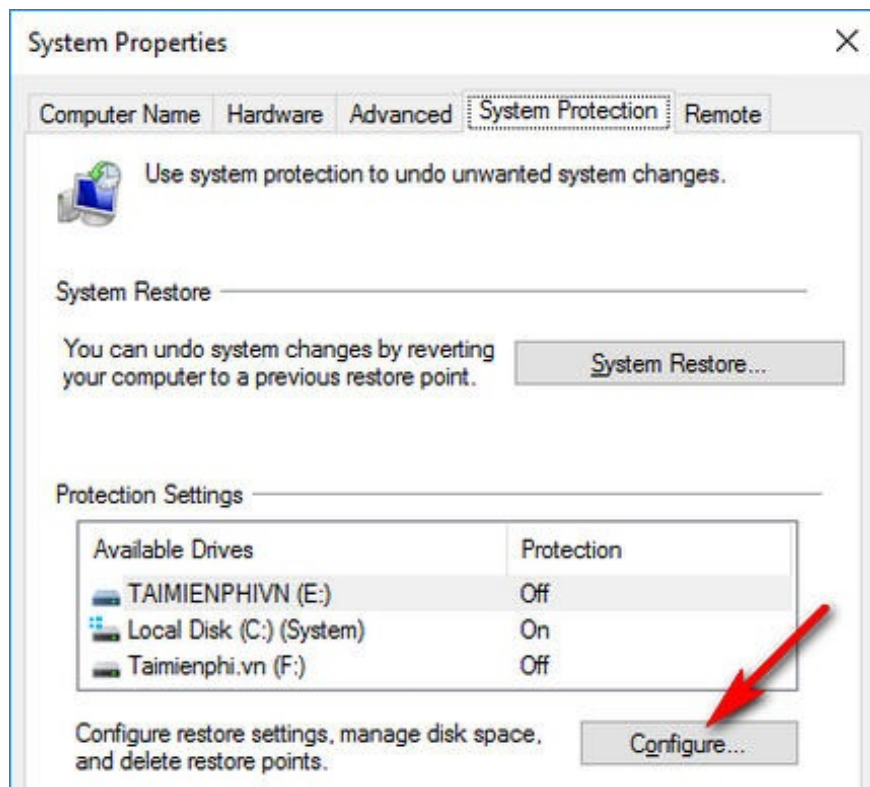 System Properties
Computer Name Hardware Advanced System Protection Remote
Use system protection to undo unwanted system changes.
System Restore
You can undo system changes by reverting
your computer to a previous restore point.
System Restore...
Protection Settings
Available Drives Protection
TAIMIENPHIVN (E:) Off
Local Disk (C:) (System) On
Taimienphi.vn (F:) Off
Configure restore settings, manage disk space,
and delete restore points.
Configure...